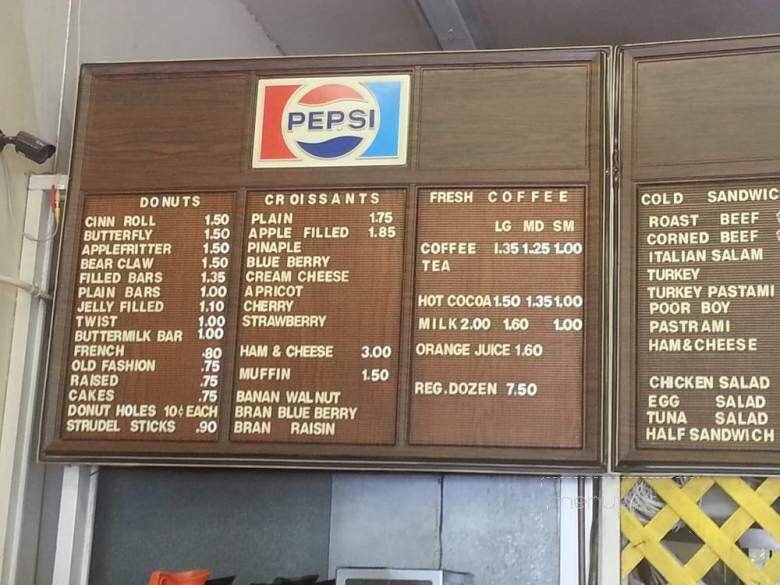 PEPSI
DONUTS
CINN ROLL 1.50
BUTTERFLY 1.50
APPLEFRITTER 1.50
BEAR CLAW 1.50
FILLED BARS 1.35
PLAIN BARS 1.00
JELLY FILLED 1.10
TWIST 1.00
BUTTERMILK BAR 1.00
FRENCH .80
OLD FASHION .75
RAISED .75
CAKES .75
DONUT HOLES 10¢ EACH
STRUDEL STICKS .90
CROISSANTS
PLAIN 1.75
APPLE FILLED 1.85
PINAPLE
BLUE BERRY
CREAM CHEESE
APRICOT
CHERRY
STRAWBERRY
HAM & CHEESE 3.00
MUFFIN 1.50
BANAN WALNUT
BRAN BLUE BERRY
BRAN RAISIN
FRESH COFFEE
LG MD SM
COFFEE 1.35 1.25 1.00
TEA
HOT COCOA 1.50 1.35 1.00
MILK 2.00 1.60 1.00
ORANGE JUICE 1.60
REG. DOZEN 7.50
COLD SANDWIC
ROAST BEEF
CORNED BEEF
ITALIAN SALAM
TURKEY
TURKEY PASTAMI
POOR BOY
PASTRAMI
HAM&CHEESE
CHICKEN SALAD
EGG SALAD
TUNA SALAD
HALF SANDWICH